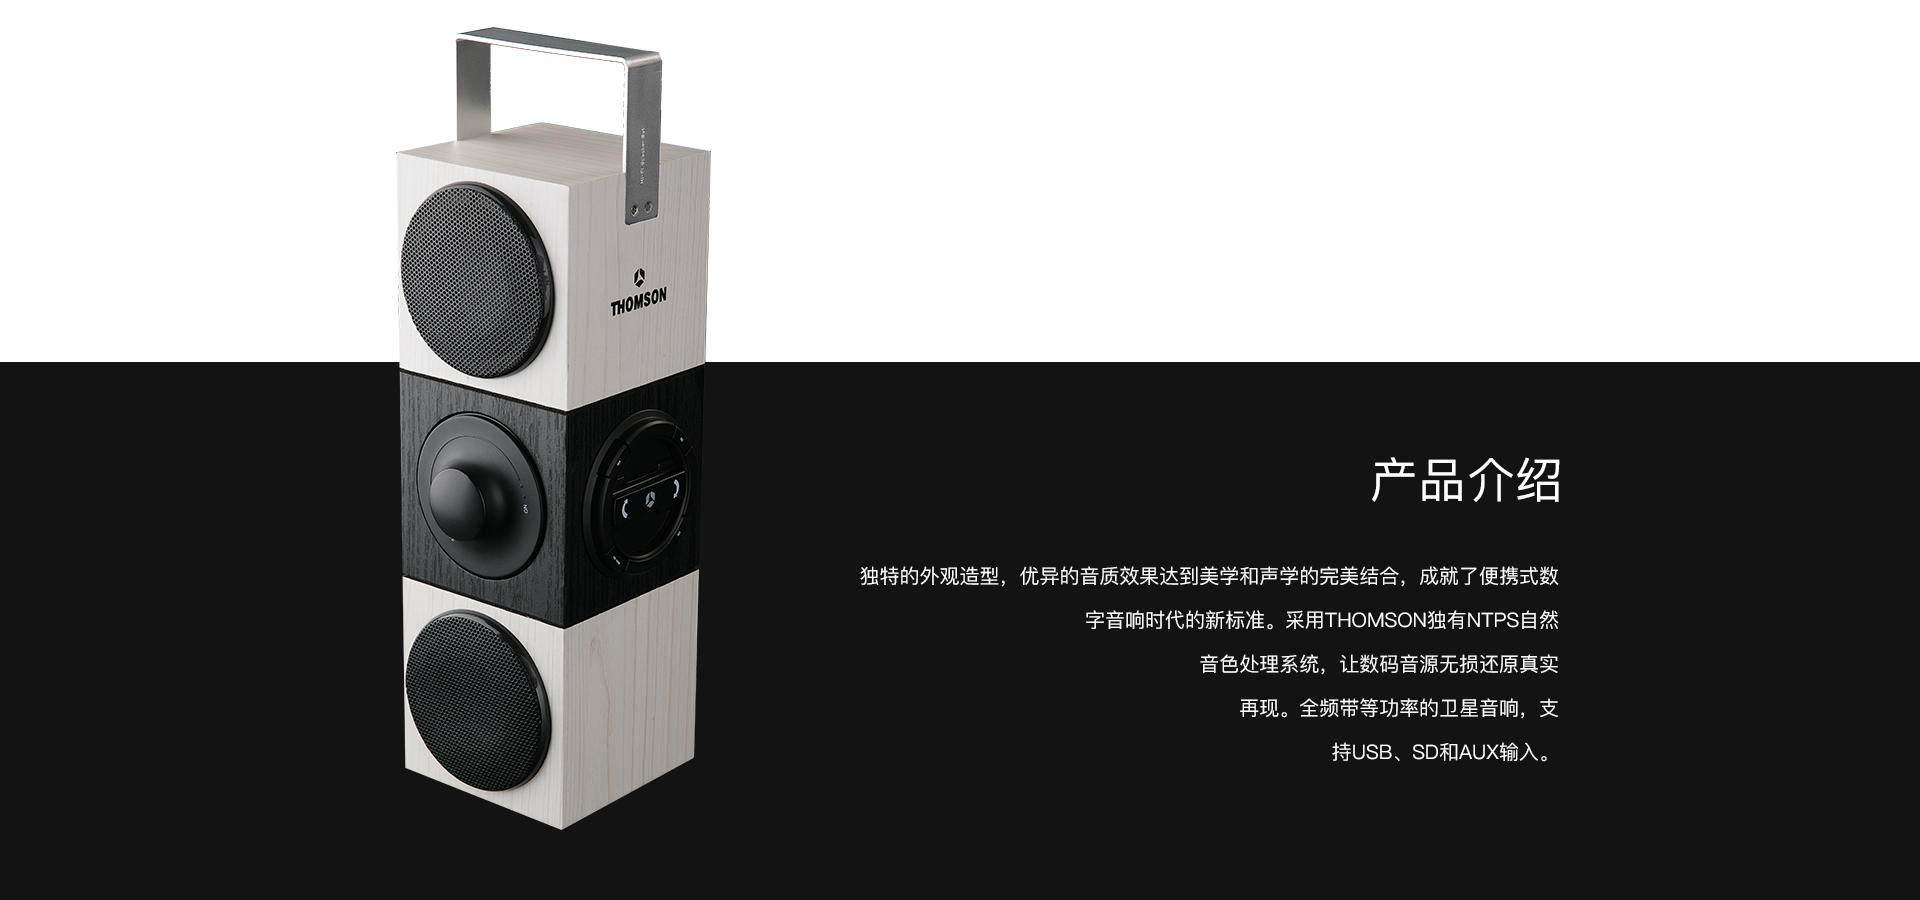 Hi-Fi Speaker Set
THOMSON
ON
产品介绍
独特的外观造型，优异的音质效果达到美学和声学的完美结合，成就了便携式数
字音响时代的新标准。采用THOMSON独有NTPS自然
音色处理系统，让数码音源无损还原真实
再现。全频带等功率的卫星音响，支
持USB、SD和AUX输入。